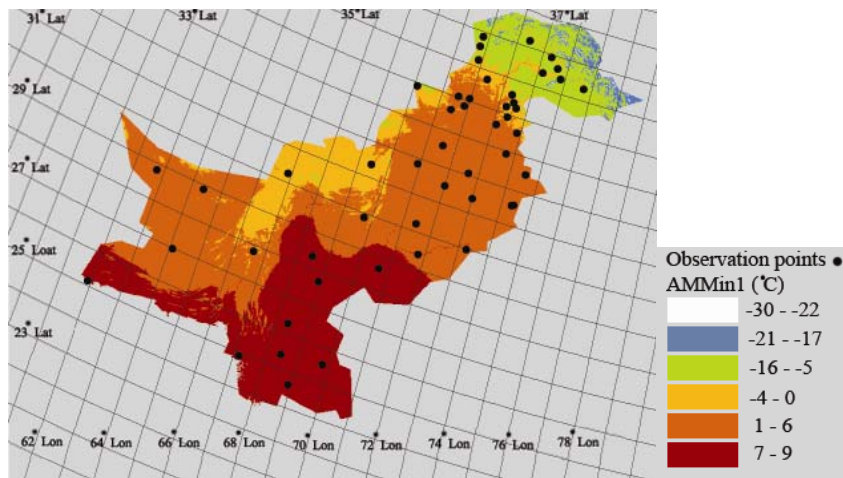 31° Lat
33° Lat
35° Lat
37° Lat
29° Lat
27° Lat
25° Loat
23° Lat
62° Lon
64° Lon
66° Lon
68° Lon
70° Lon
72° Lon
74° Lon
76° Lon
78° Lon
Observation points ●
AMMin1 (°C)
-30 - -22
-21 - -17
-16 - -5
-4 - 0
1 - 6
7 - 9